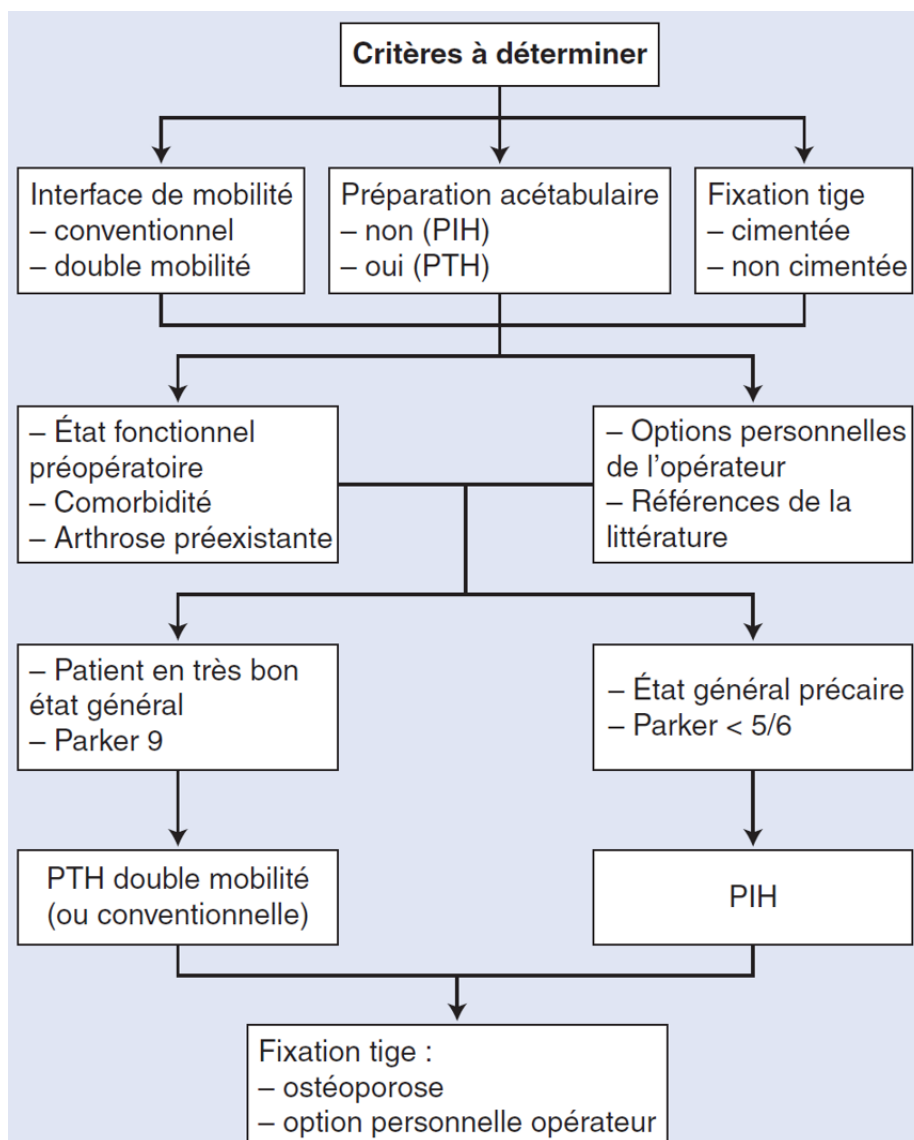 Critères à déterminer
Interface de mobilité
– conventionnel
– double mobilité
Préparation acétabulaire
– non (PIH)
– oui (PTH)
Fixation tige
– cimentée
– non cimentée
– État fonctionnel
préopératoire
– Comorbidité
– Arthrose préexistante
– Options personnelles
de l’opérateur
– Références de la
littérature
– Patient en très bon
état général
– Parker 9
– État général précaire
– Parker < 5/6
PTH double mobilité
(ou conventionnelle)
PIH
Fixation tige :
– ostéoporose
– option personnelle opérateur